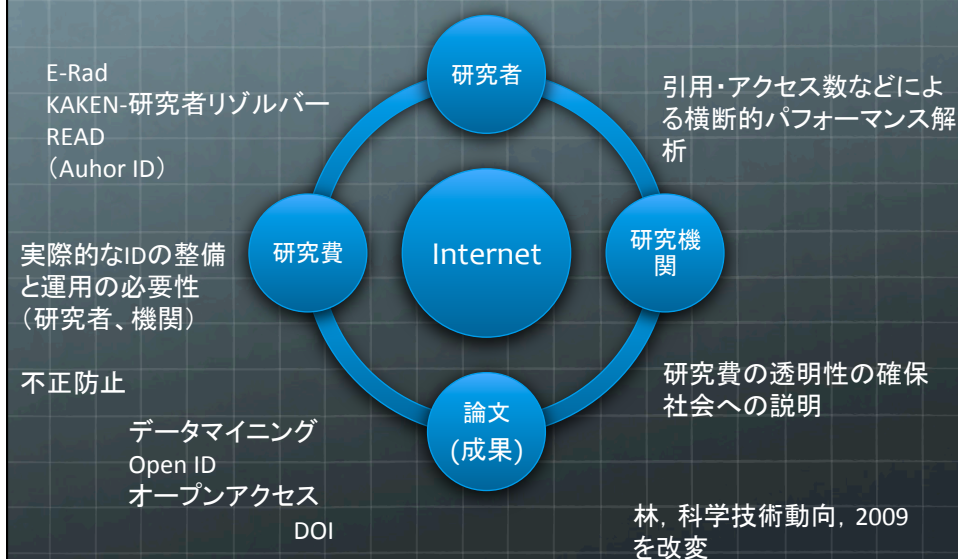 研究者
E-Rad
KAKEN-研究者リゾルバー
READ
（Auhor ID）
引用・アクセス数などによ
る横断的パフォーマンス解
析
研究費
Internet
研究機
関
実際的なIDの整備
と運用の必要性
（研究者、機関）
不正防止
研究費の透明性の確保
社会への説明
論文
(成果)
データマイニング
Open ID
オープンアクセス
DOI
林，科学技術動向，2009
を改変